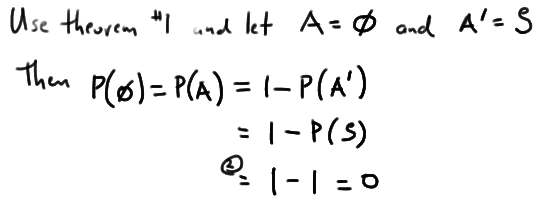 Use theorem #1 and let A = ∅ and A' = S
Then P(∅) = P(A) = 1 - P(A')
= 1 - P(S)
②= 1 - 1 = 0